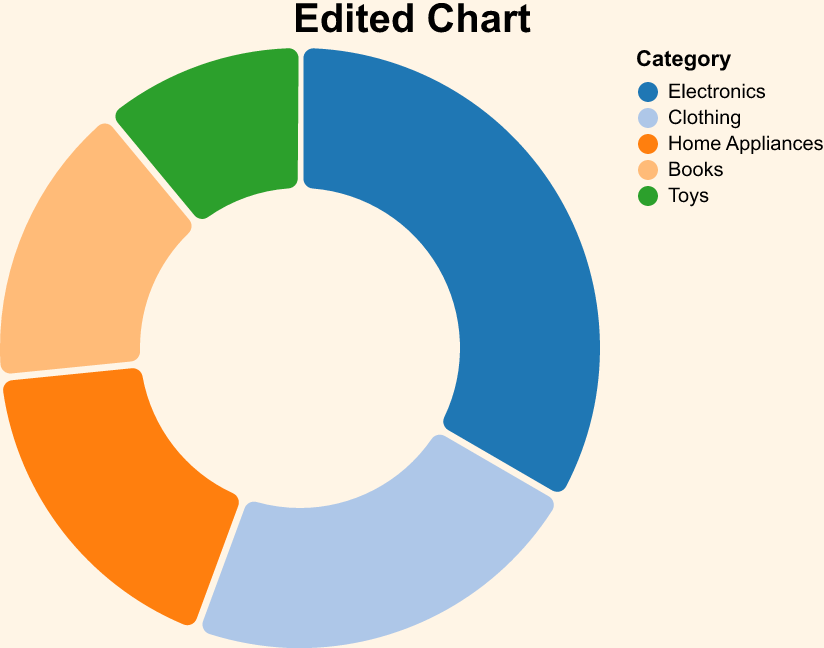 Edited Chart
Category
Electronics
Clothing
Home Appliances
Books
Toys